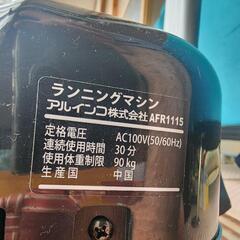 ランニングマシン
アルインコ株式会社 AFR1115
定格電圧 AC100V(50/60Hz)
連続使用時間 30分
使用体重制限 90kg
生産国 中国